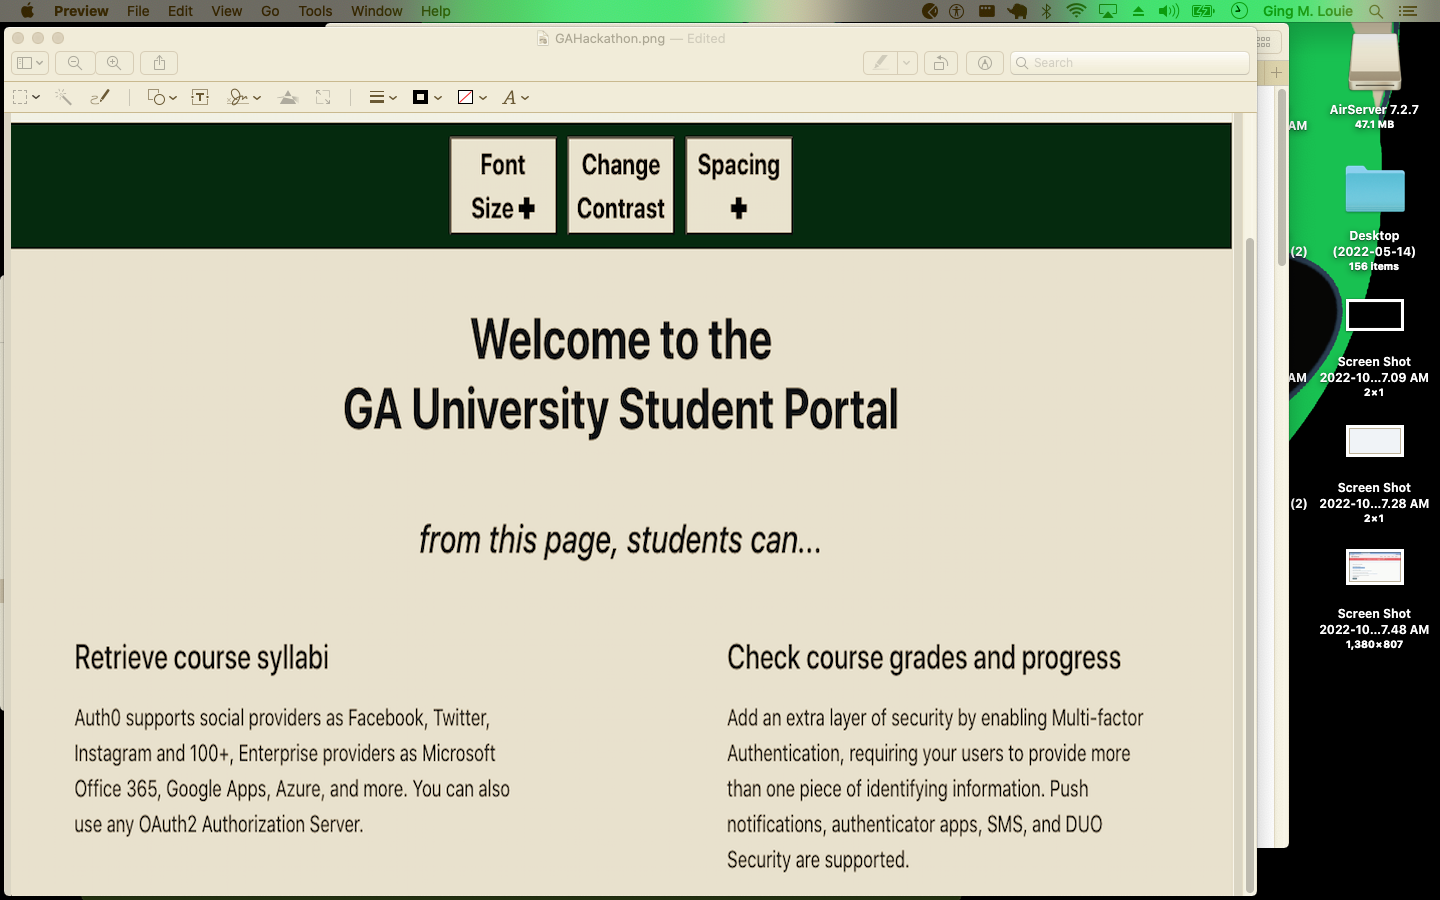 Preview File Edit View Go Tools Window Help Ging M. Louie
GAHackathon.png — Edited
Search
Font
Size
Change
Contrast
Spacing
Welcome to the
GA University Student Portal
from this page, students can...
Retrieve course syllabi
Auth0 supports social providers as Facebook, Twitter,
Instagram and 100+, Enterprise providers as Microsoft
Office 365, Google Apps, Azure, and more. You can also
use any OAuth2 Authorization Server.
Check course grades and progress
Add an extra layer of security by enabling Multi-factor
Authentication, requiring your users to provide more
than one piece of identifying information. Push
notifications, authenticator apps, SMS, and DUO
Security are supported.
AirServer 7.2.7
47.1 MB
AM
Desktop
(2022-05-14)
156 items
(2)
Screen Shot
2022-10...7.09 AM
2×1
AM
Screen Shot
2022-10...7.28 AM
2×1
(2)
Screen Shot
2022-10...7.48 AM
1,380×807